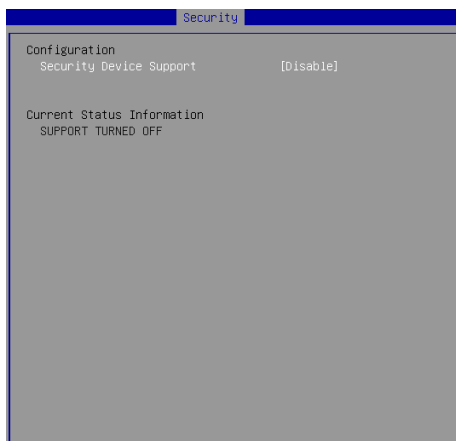 Security
Configuration
Security Device Support [Disable]
Current Status Information
SUPPORT TURNED OFF